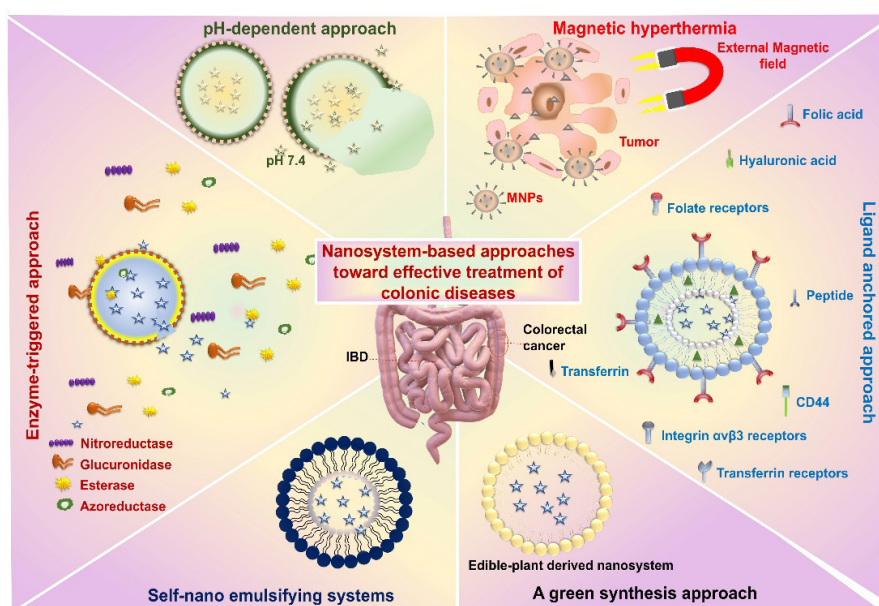 pH-dependent approach
pH 7.4
Magnetic hyperthermia
External Magnetic
field
Tumor
MNPs
Folic acid
Hyaluronic acid
Folate receptors
Peptide
CD44
Integrin αvβ3 receptors
Transferrin receptors
Transferrin
Ligand anchored approach
Nanosystem-based approaches
toward effective treatment of
colonic diseases
IBD
Colorectal
cancer
Enzyme-triggered approach
Nitroreductase
Glucuronidase
Esterase
Azoreductase
Self-nano emulsifying systems
Edible-plant derived nanosystem
A green synthesis approach